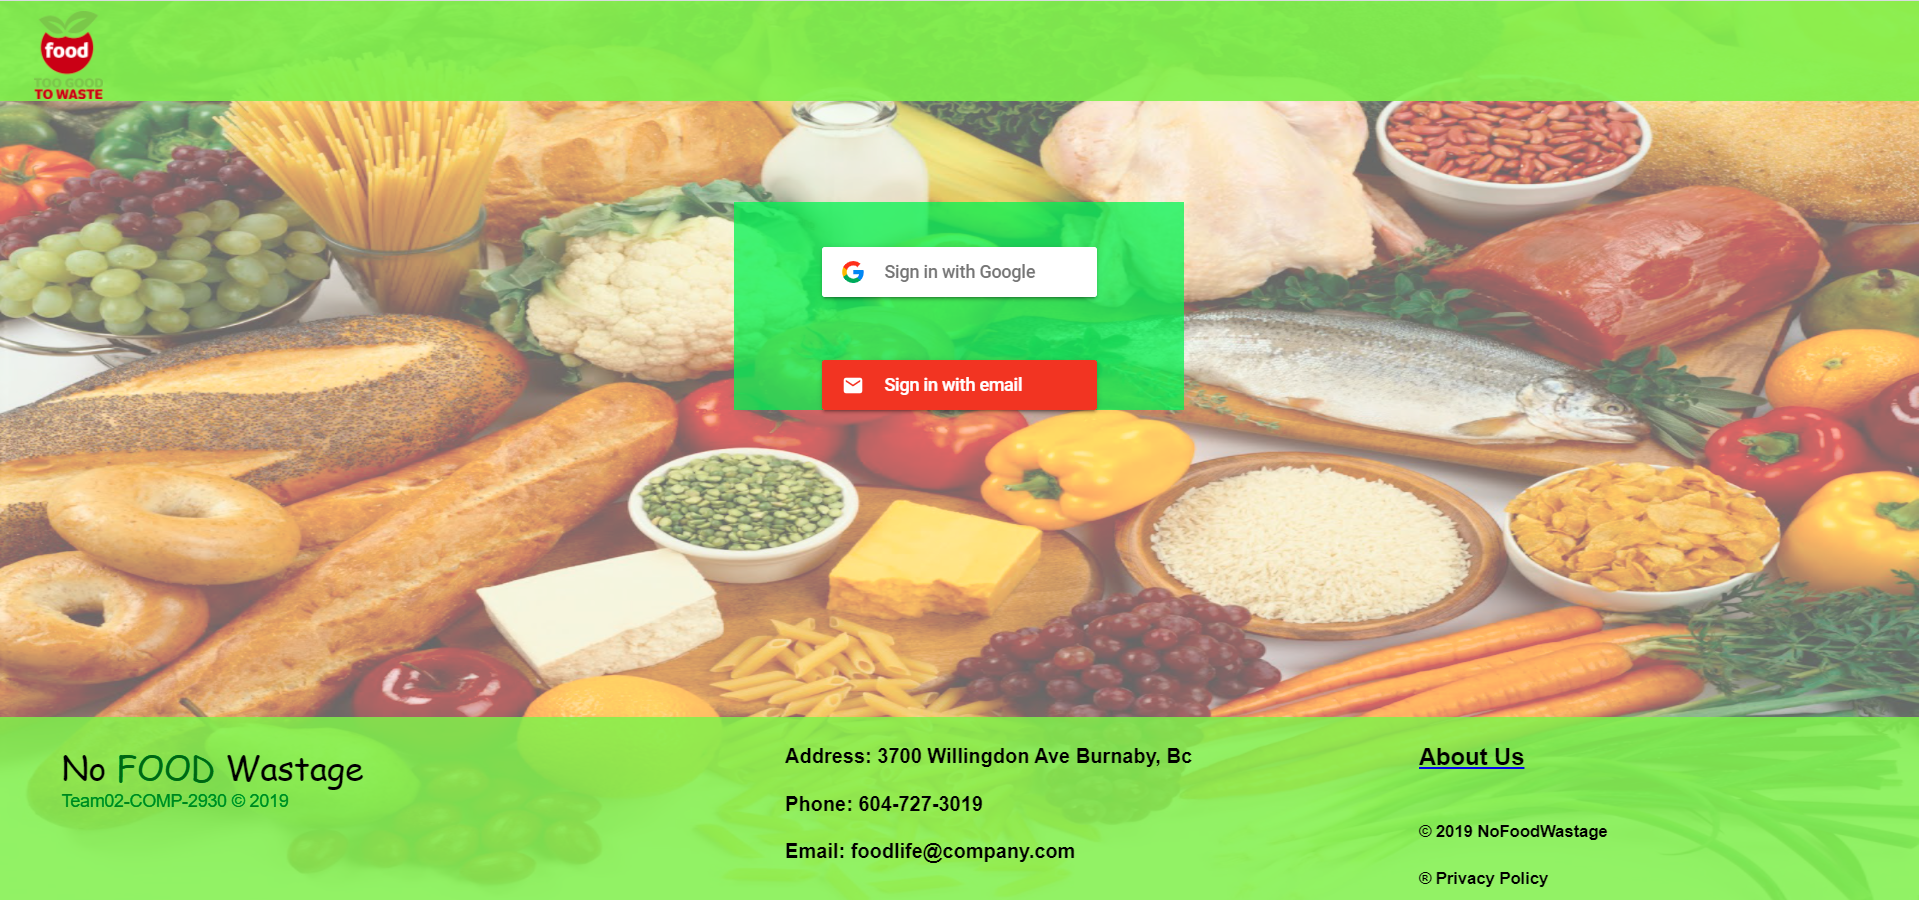 food
TOO GOOD
TO WASTE
Sign in with Google
Sign in with email
No FOOD Wastage
Team02-COMP-2930 © 2019
Address: 3700 Willingdon Ave Burnaby, Bc
Phone: 604-727-3019
Email: foodlife@company.com
About Us
© 2019 NoFoodWastage
® Privacy Policy